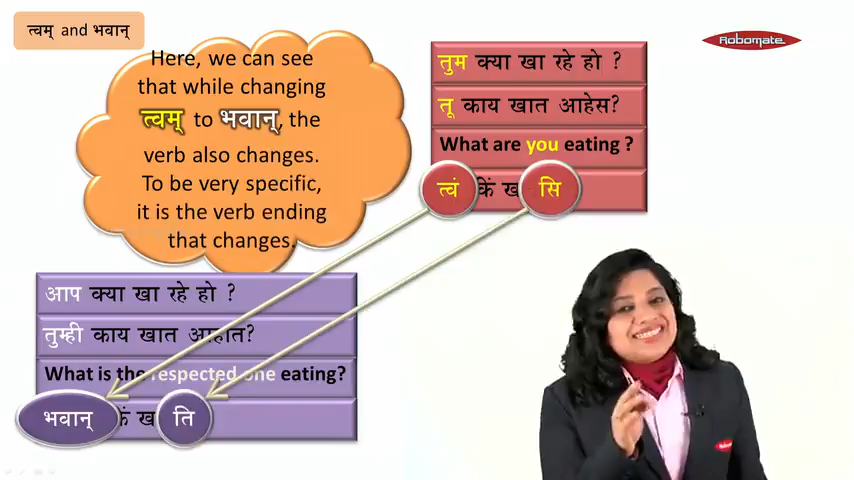 त्वम् and भवान्
Here, we can see
that while changing
त्वम् to भवान्, the
verb also changes.
To be very specific,
it is the verb ending
that changes.
Robomate
तुम क्या खा रहे हो ?
तू काय खात आहेस?
What are you eating ?
त्वं किं ख सि
आप क्या खा रहे हो ?
तुम्ही काय खात आहात?
What is the respected one eating?
भवान् किं ख ति
Robomate